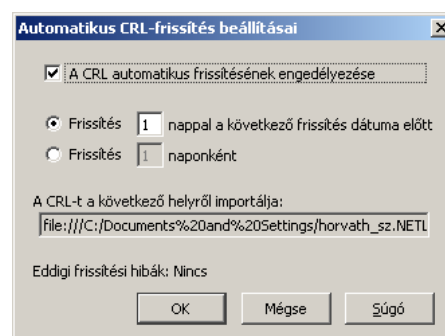 Automatikus CRL-frissítés beállításai
A CRL automatikus frissítésének engedélyezése
Frissítés 1 nappal a következő frissítés dátuma előtt
Frissítés 1 naponként
A CRL-t a következő helyről importálja:
file:///C:/Documents%20and%20Settings/horvath_sz.NETL
Eddigi frissítési hibák: Nincs
OK Mégse Súgó